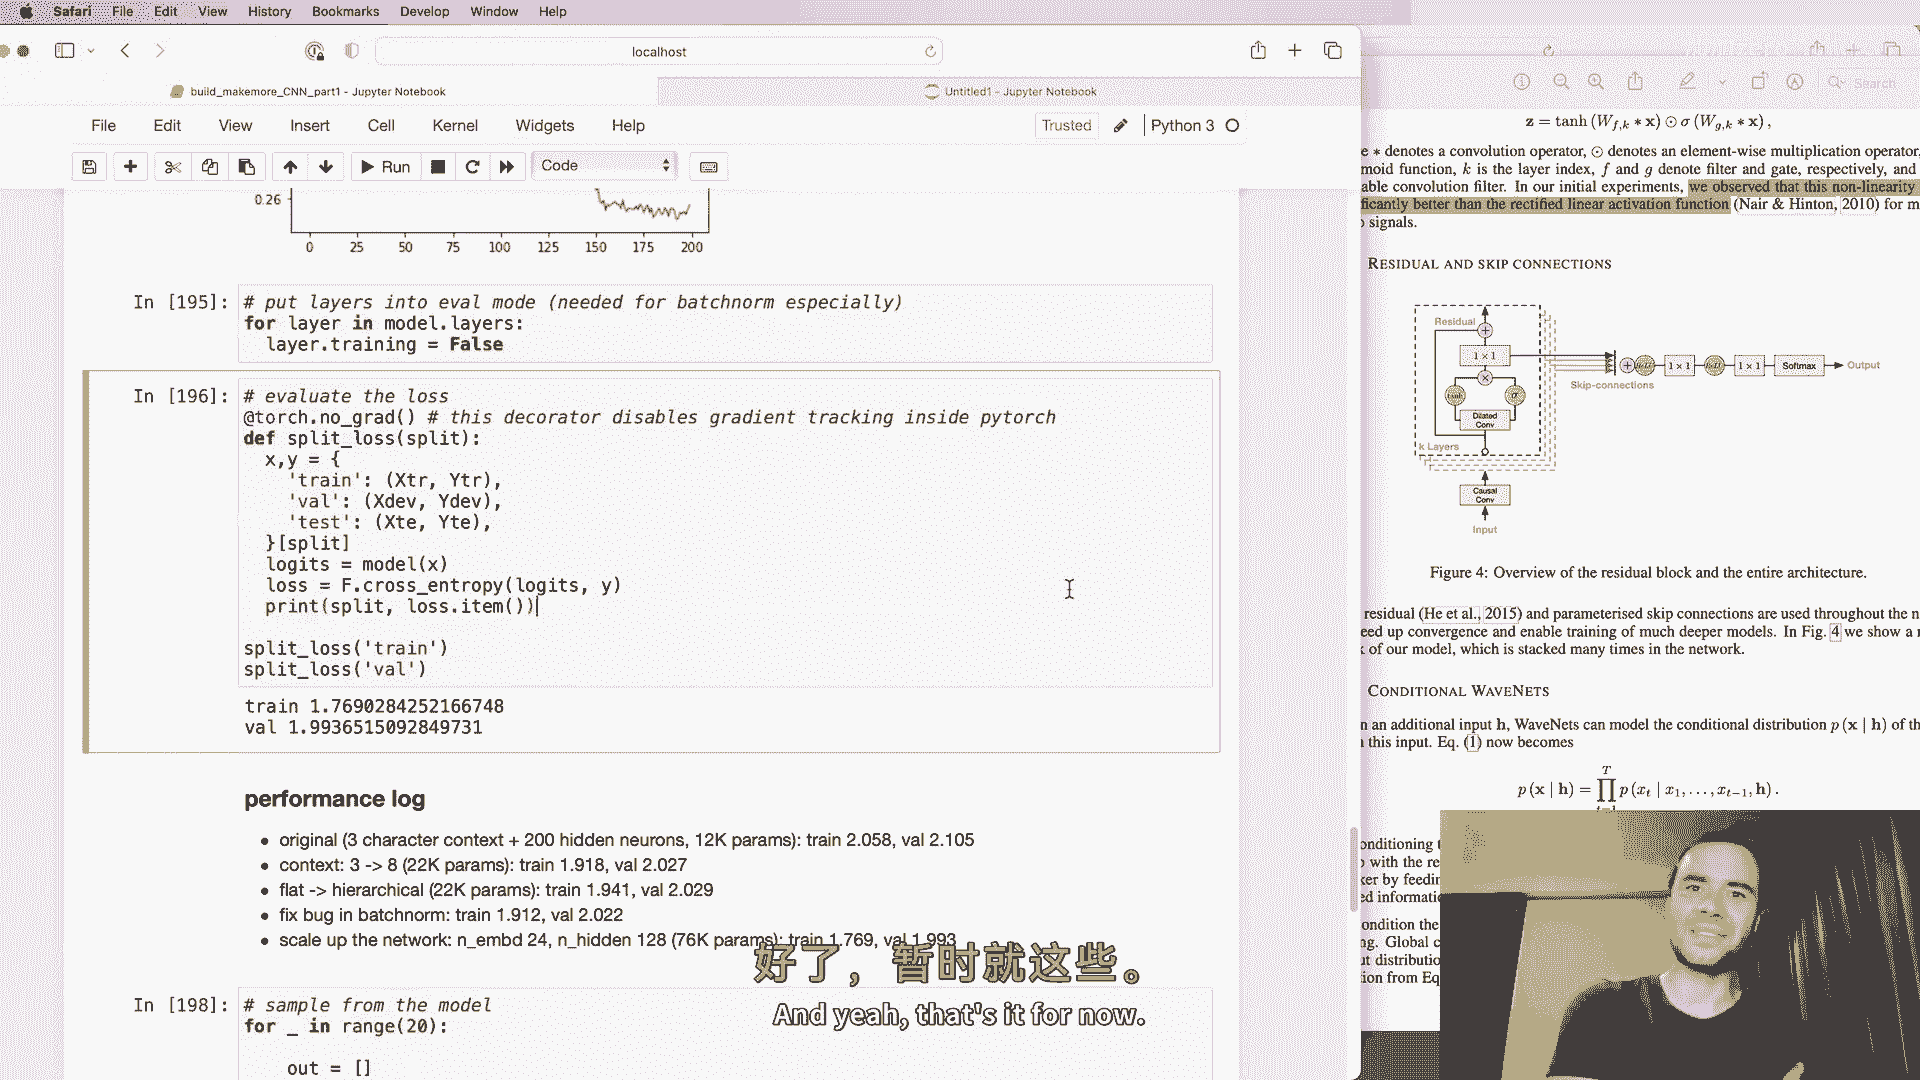 Safari File Edit View History Bookmarks Develop Window Help
localhost
build_makemore_CNN_part1 - Jupyter Notebook
Untitled1 - Jupyter Notebook
File Edit View Insert Cell Kernel Widgets Help
Trusted
Python 3
Run
Code
0.26
0 25 50 75 100 125 150 175 200
In [195]: # put layers into eval mode (needed for batchnorm especially)
for layer in model.layers:
layer.training = False
In [196]: # evaluate the loss
@torch.no_grad() # this decorator disables gradient tracking inside pytorch
def split_loss(split):
x,y = {
'train': (Xtr, Ytr),
'val': (Xdev, Ydev),
'test': (Xte, Yte),
}[split]
logits = model(x)
loss = F.cross_entropy(logits, y)
print(split, loss.item())
split_loss('train')
split_loss('val')
train 1.7690284252166748
val 1.9936515092849731
performance log
• original (3 character context + 200 hidden neurons, 12K params): train 2.058, val 2.105
• context: 3 -> 8 (22K params): train 1.918, val 2.027
• flat -> hierarchical (22K params): train 1.941, val 2.029
• fix bug in batchnorm: train 1.912, val 2.022
• scale up the network: n_embd 24, n_hidden 128 (76K params): train 1.769, val 1.993
In [198]: # sample from the model
for _ in range(20):
out = []
Search
z = tanh (W_{f,k} ∗ x) ⊙ σ (W_{g,k} ∗ x) ,
e ∗ denotes a convolution operator, ⊙ denotes an element-wise multiplication operator,
moid function, k is the layer index, f and g denote filter and gate, respectively, and
able convolution filter. In our initial experiments, we observed that this non-linearity
ficantly better than the rectified linear activation function (Nair & Hinton, 2010) for m
signals.
RESIDUAL AND SKIP CONNECTIONS
Residual
+
1 × 1
×
tanh σ
Dilated
Conv
k Layers
Causal
Conv
Input
Skip-connections
+ ReLU 1 × 1 ReLU 1 × 1 Softmax Output
Figure 4: Overview of the residual block and the entire architecture.
residual (He et al., 2015) and parameterised skip connections are used throughout the n
eed up convergence and enable training of much deeper models. In Fig. 4 we show a
of our model, which is stacked many times in the network.
CONDITIONAL WAVENETS
n an additional input h, WaveNets can model the conditional distribution p (x | h) of th
this input. Eq. (1) now becomes
p (x | h) = ∏ p (x_t | x_1, . . . , x_{t−1}, h) .
T
onditioning
with the re
ker by feedin
ed informati
ondition the
ng. Global c
ut distributio
ion from Eq
好了，暂时就这些。
And yeah, that's it for now.